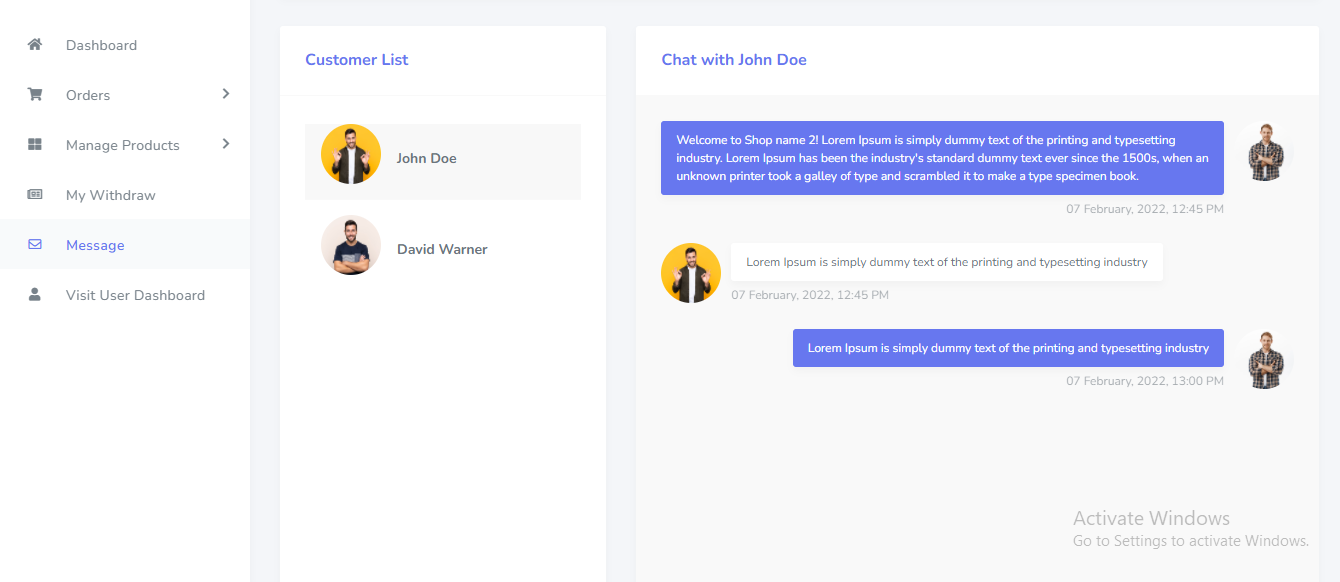 Dashboard
Orders
Manage Products
My Withdraw
Message
Visit User Dashboard
Customer List
John Doe
David Warner
Chat with John Doe
Welcome to Shop name 2! Lorem Ipsum is simply dummy text of the printing and typesetting
industry. Lorem Ipsum has been the industry's standard dummy text ever since the 1500s, when an
unknown printer took a galley of type and scrambled it to make a type specimen book.
07 February, 2022, 12:45 PM
Lorem Ipsum is simply dummy text of the printing and typesetting industry
07 February, 2022, 12:45 PM
Lorem Ipsum is simply dummy text of the printing and typesetting industry
07 February, 2022, 13:00 PM
Activate Windows
Go to Settings to activate Windows.